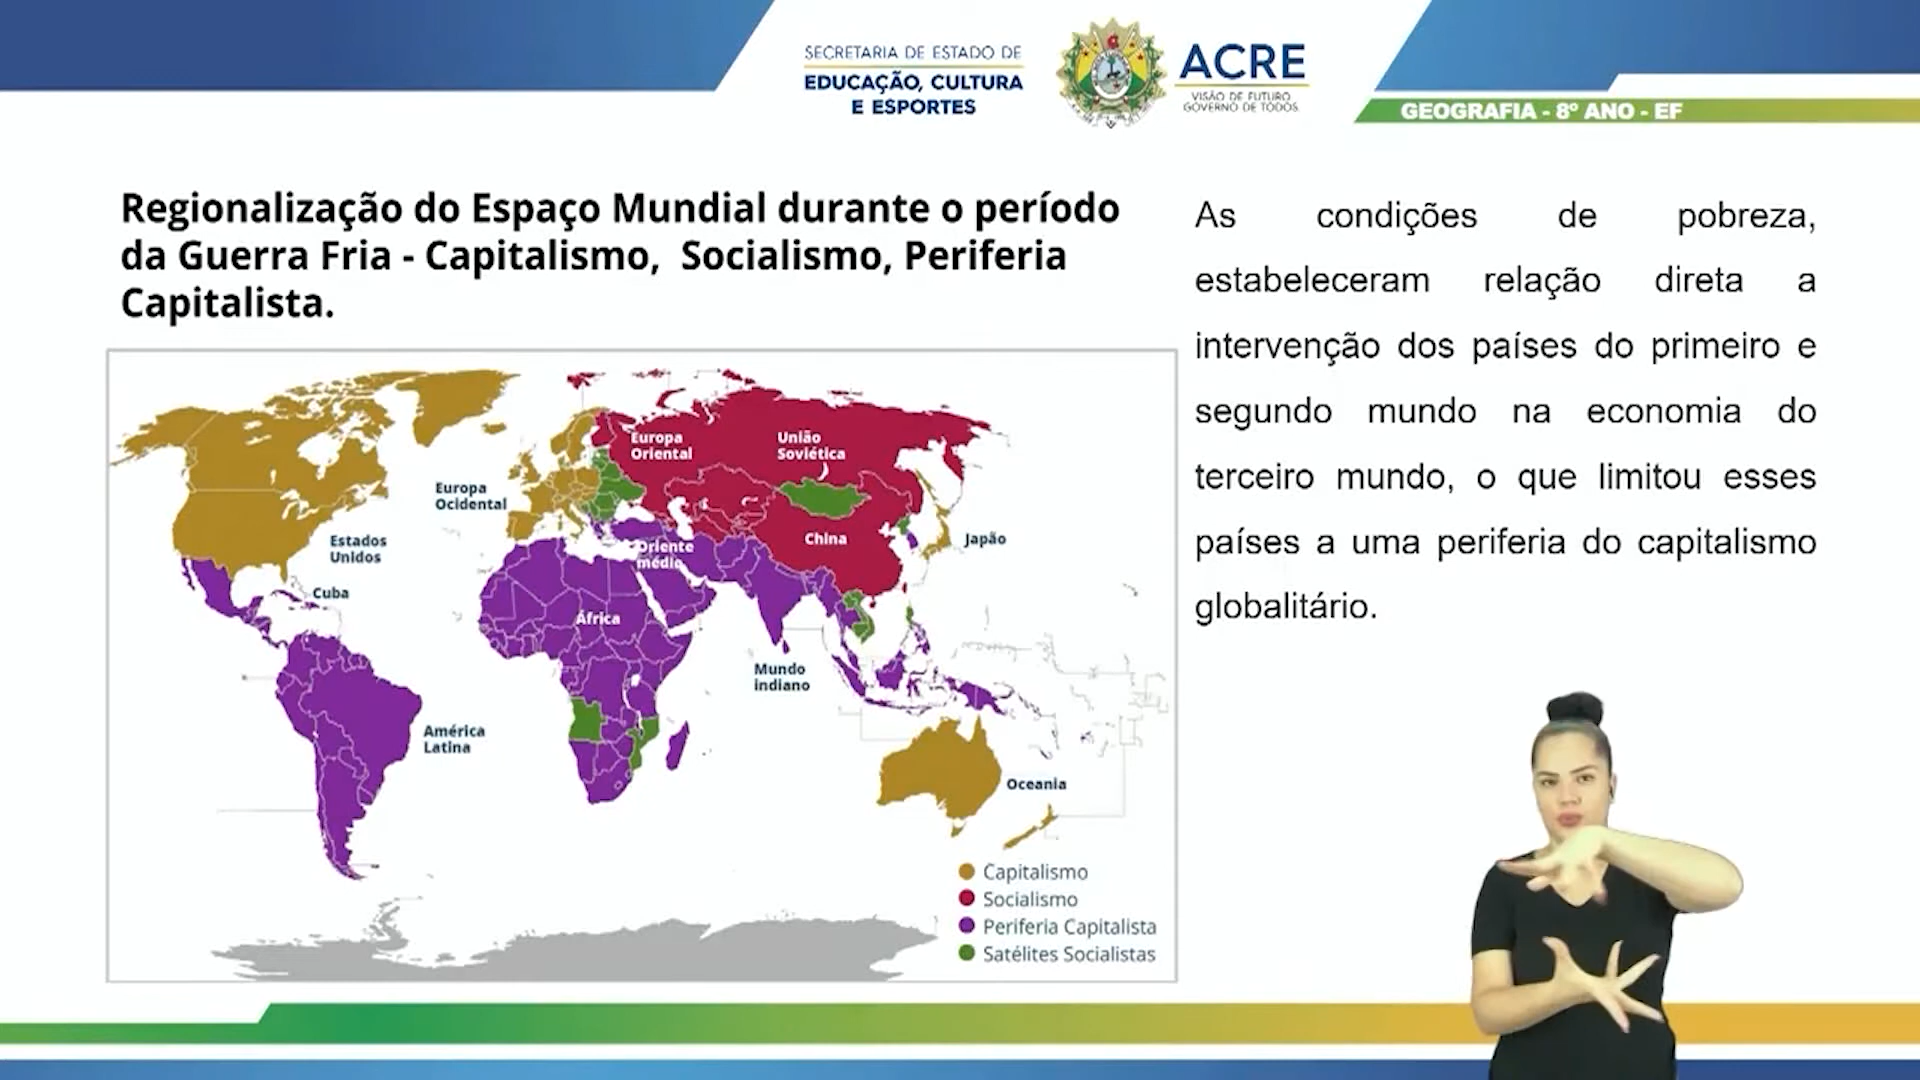 SECRETARIA DE ESTADO DE
EDUCAÇÃO, CULTURA
E ESPORTES
ACRE
VISÃO DE FUTURO
GOVERNO DE TODOS
GEOGRAFIA - 8º ANO - EF
Regionalização do Espaço Mundial durante o período
da Guerra Fria - Capitalismo, Socialismo, Periferia
Capitalista.
As condições de pobreza,
estabeleceram relação direta a
intervenção dos países do primeiro e
segundo mundo na economia do
terceiro mundo, o que limitou esses
países a uma periferia do capitalismo
globalitário.
Europa
Oriental
União
Soviética
Europa
Ocidental
Estados
Unidos
China
Japão
Oriente
médio
Cuba
África
Mundo
indiano
América
Latina
Oceania
Capitalismo
Socialismo
Periferia Capitalista
Satélites Socialistas